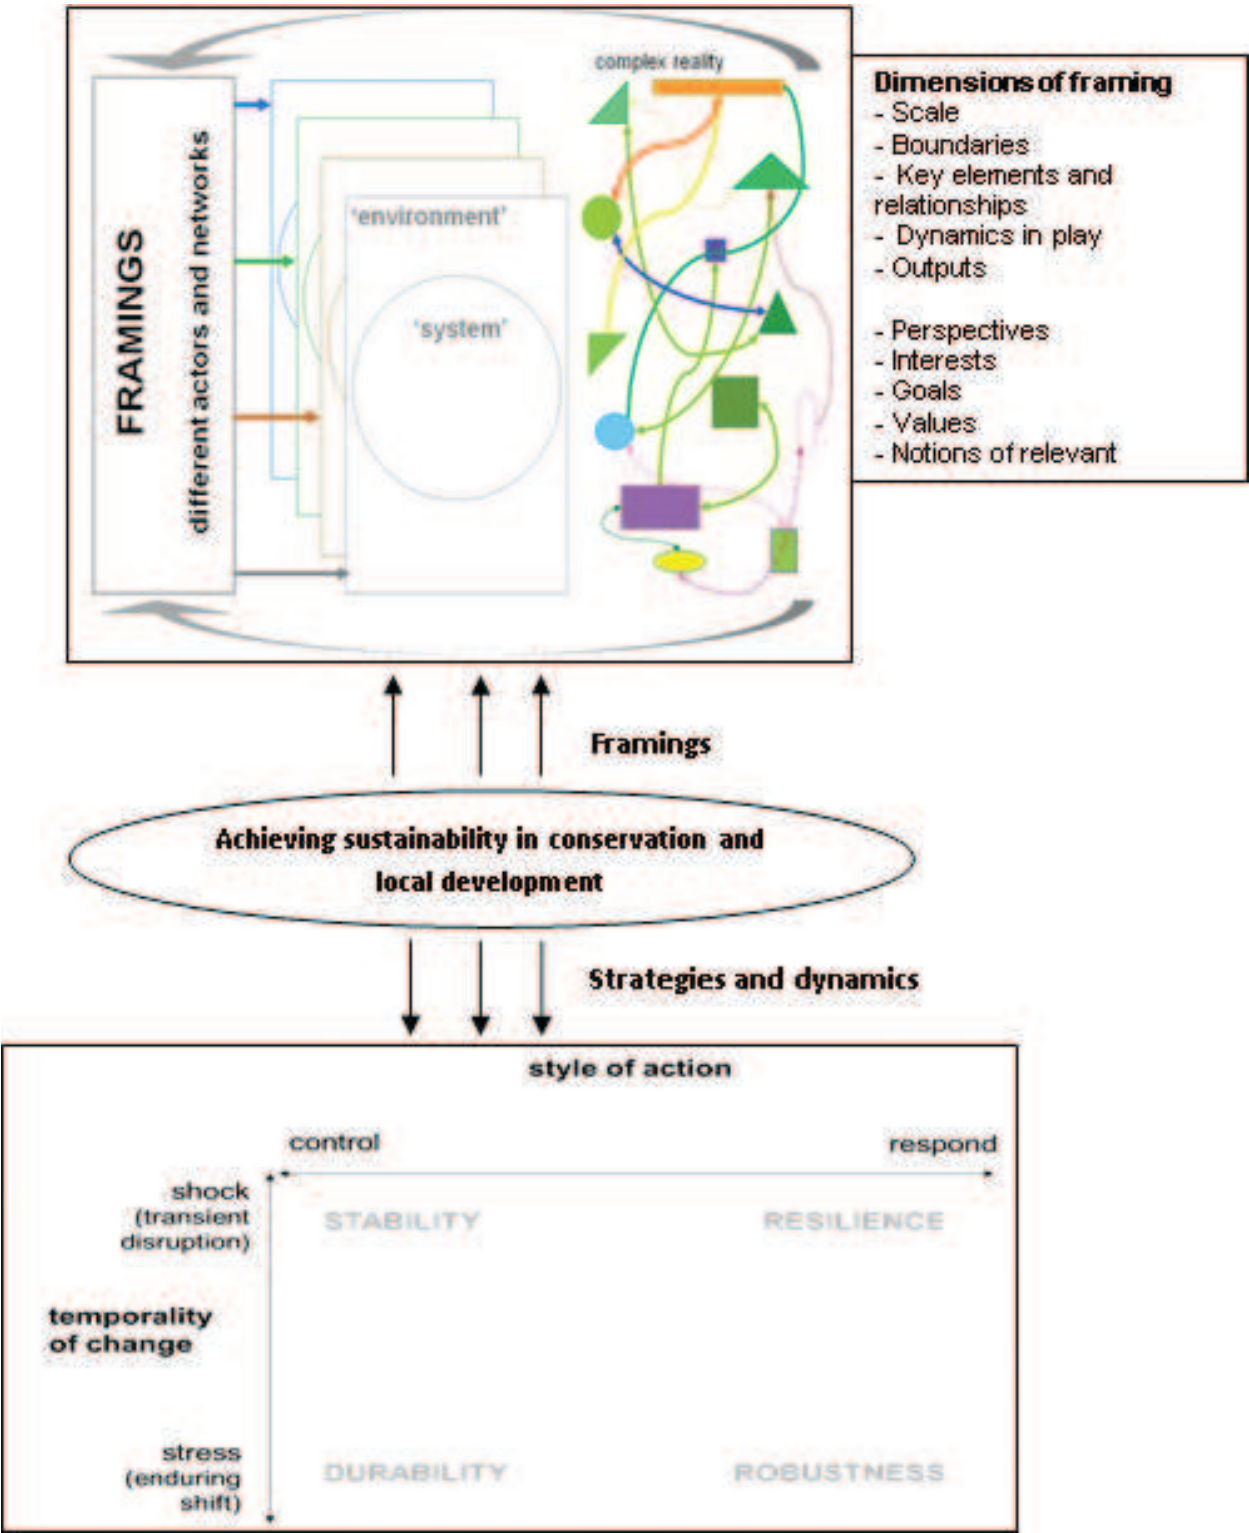 complex reality
FRAMINGS
different actors and networks
'environment'
'system'
Dimensions of framing
- Scale
- Boundaries
- Key elements and
relationships
- Dynamics in play
- Outputs
- Perspectives
- Interests
- Goals
- Values
- Notions of relevant
Framings
Achieving sustainability in conservation and
local development
Strategies and dynamics
style of action
control
respond
shock
(transient
disruption)
STABILITY
RESILIENCE
temporality
of change
stress
(enduring
shift)
DURABILITY
ROBUSTNESS